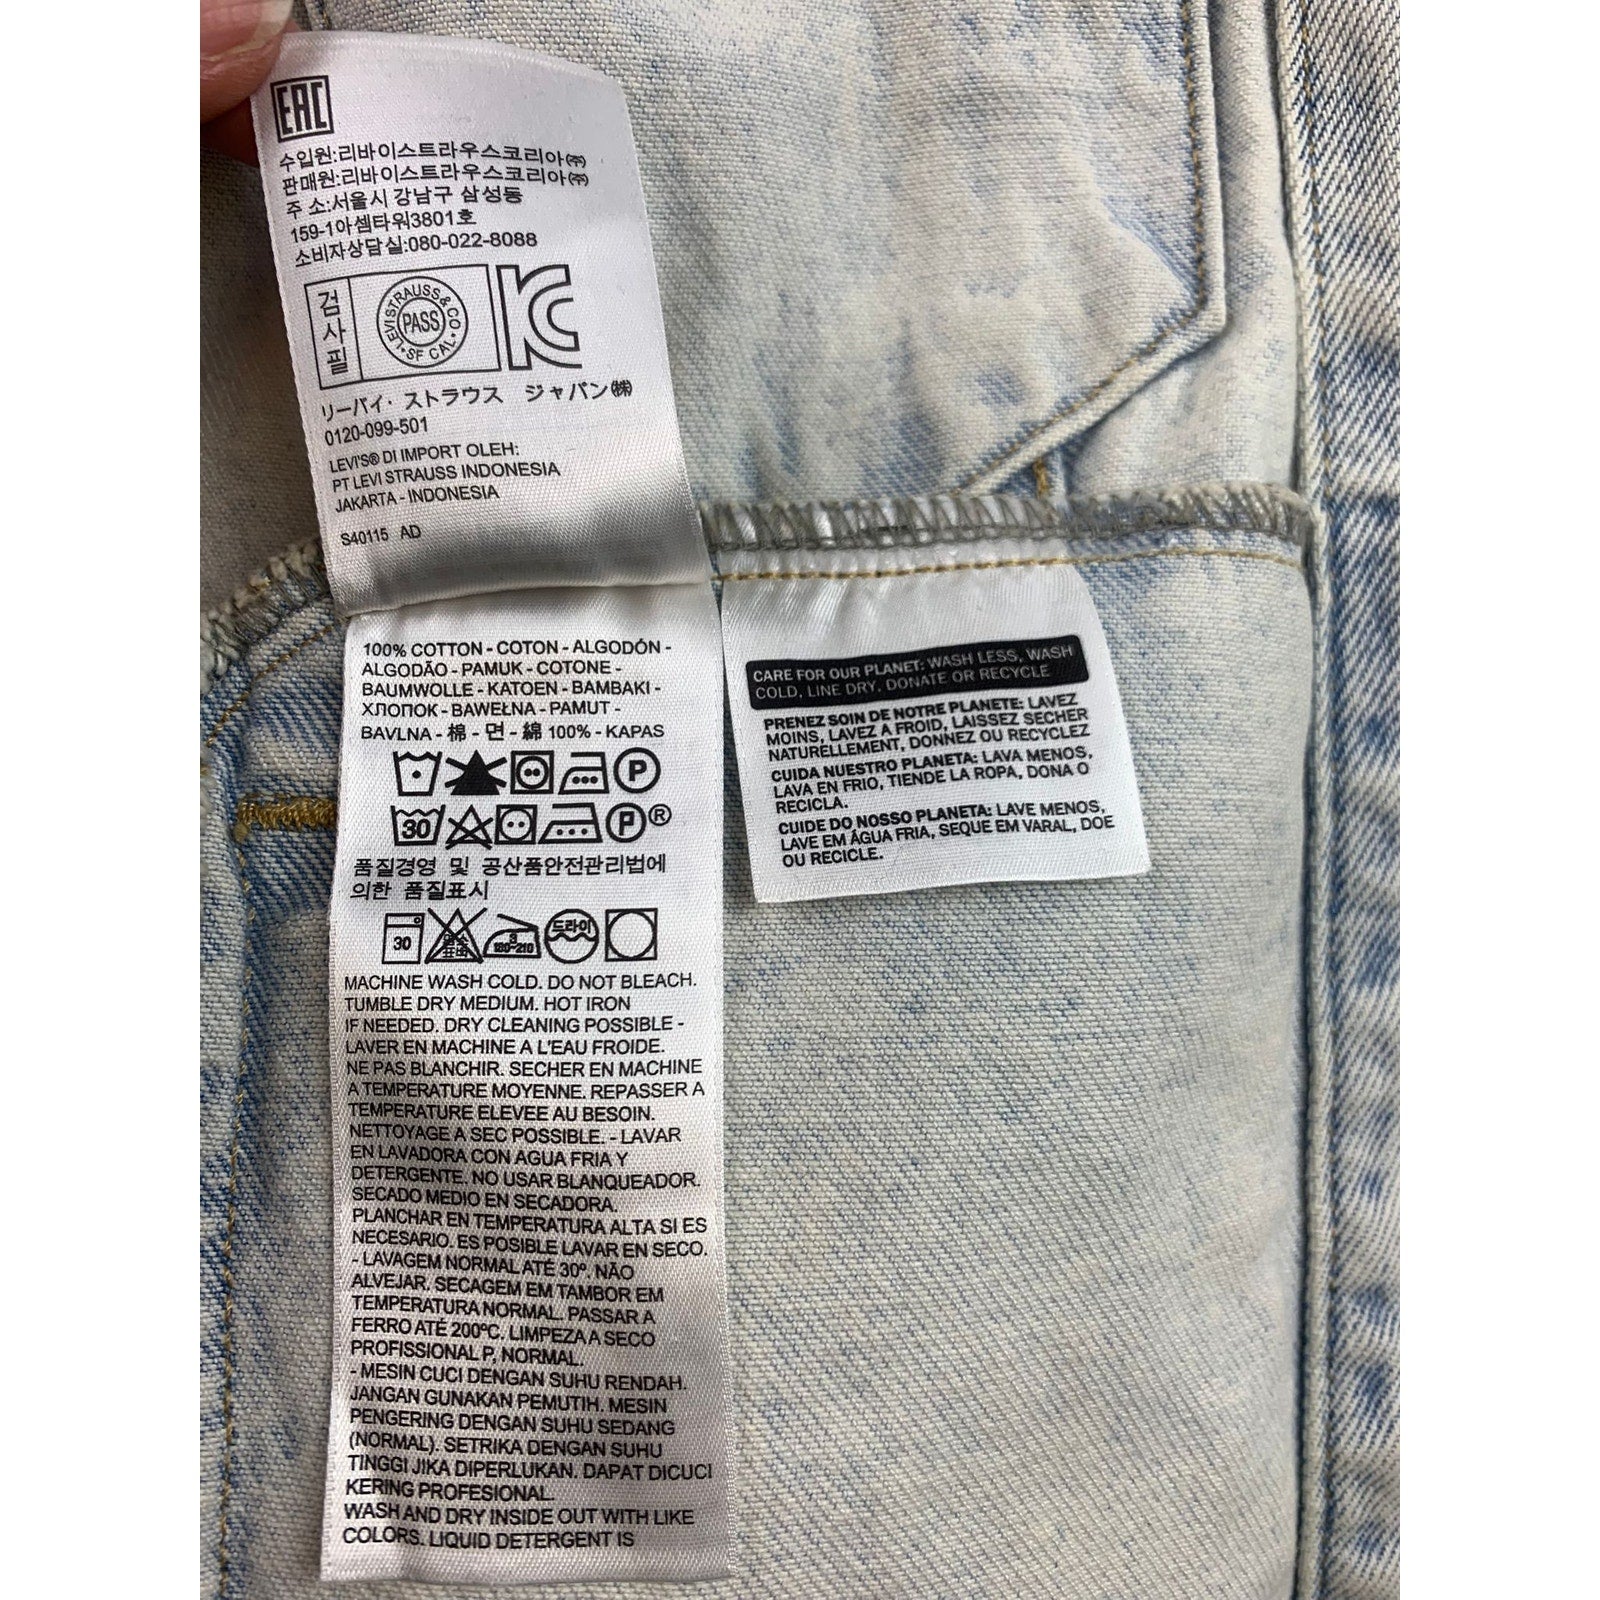 EAC
수입원:리바이스트라우스코리아㈜
판매원:리바이스트라우스코리아㈜
주 소:서울시 강남구 삼성동
159-1아셈타워3801호
소비자상담실:080-022-8088
검사필
LEVI STRAUSS & CO
PASS
SF CAL
KC
リーバイ・ストラウス ジャパン㈱
0120-099-501
LEVI'S® DI IMPORT OLEH:
PT LEVI STRAUSS INDONESIA
JAKARTA - INDONESIA
S40115 AD
100% COTTON - COTON - ALGODÓN -
ALGODÃO - PAMUK - COTONE -
BAUMWOLLE - KATOEN - BAMBAKI -
ХЛОПОК - BAWEŁNA - PAMUT -
BAVLNA - 棉 - 면 - 綿 100% - KAPAS
P
30 P®
품질경영 및 공산품안전관리법에
의한 품질표시
30 염소표백 3 180~210 드라이
MACHINE WASH COLD. DO NOT BLEACH.
TUMBLE DRY MEDIUM. HOT IRON
IF NEEDED. DRY CLEANING POSSIBLE -
LAVER EN MACHINE A L'EAU FROIDE.
NE PAS BLANCHIR. SECHER EN MACHINE
A TEMPERATURE MOYENNE. REPASSER A
TEMPERATURE ELEVEE AU BESOIN.
NETTOYAGE A SEC POSSIBLE. - LAVAR
EN LAVADORA CON AGUA FRIA Y
DETERGENTE. NO USAR BLANQUEADOR.
SECADO MEDIO EN SECADORA.
PLANCHAR EN TEMPERATURA ALTA SI ES
NECESARIO. ES POSIBLE LAVAR EN SECO.
- LAVAGEM NORMAL ATÉ 30º. NÃO
ALVEJAR. SECAGEM EM TAMBOR EM
TEMPERATURA NORMAL. PASSAR A
FERRO ATÉ 200ºC. LIMPEZA A SECO
PROFISSIONAL P, NORMAL.
- MESIN CUCI DENGAN SUHU RENDAH.
JANGAN GUNAKAN PEMUTIH. MESIN
PENGERING DENGAN SUHU SEDANG
(NORMAL). SETRIKA DENGAN SUHU
TINGGI JIKA DIPERLUKAN. DAPAT DICUCI
KERING PROFESIONAL.
WASH AND DRY INSIDE OUT WITH LIKE
COLORS. LIQUID DETERGENT IS
CARE FOR OUR PLANET: WASH LESS, WASH
COLD, LINE DRY, DONATE OR RECYCLE
PRENEZ SOIN DE NOTRE PLANETE: LAVEZ
MOINS, LAVEZ A FROID, LAISSEZ SECHER
NATURELLEMENT, DONNEZ OU RECYCLEZ
CUIDA NUESTRO PLANETA: LAVA MENOS,
LAVA EN FRIO, TIENDE LA ROPA, DONA O
RECICLA.
CUIDE DO NOSSO PLANETA: LAVE MENOS,
LAVE EM ÁGUA FRIA, SEQUE EM VARAL, DOE
OU RECICLE.